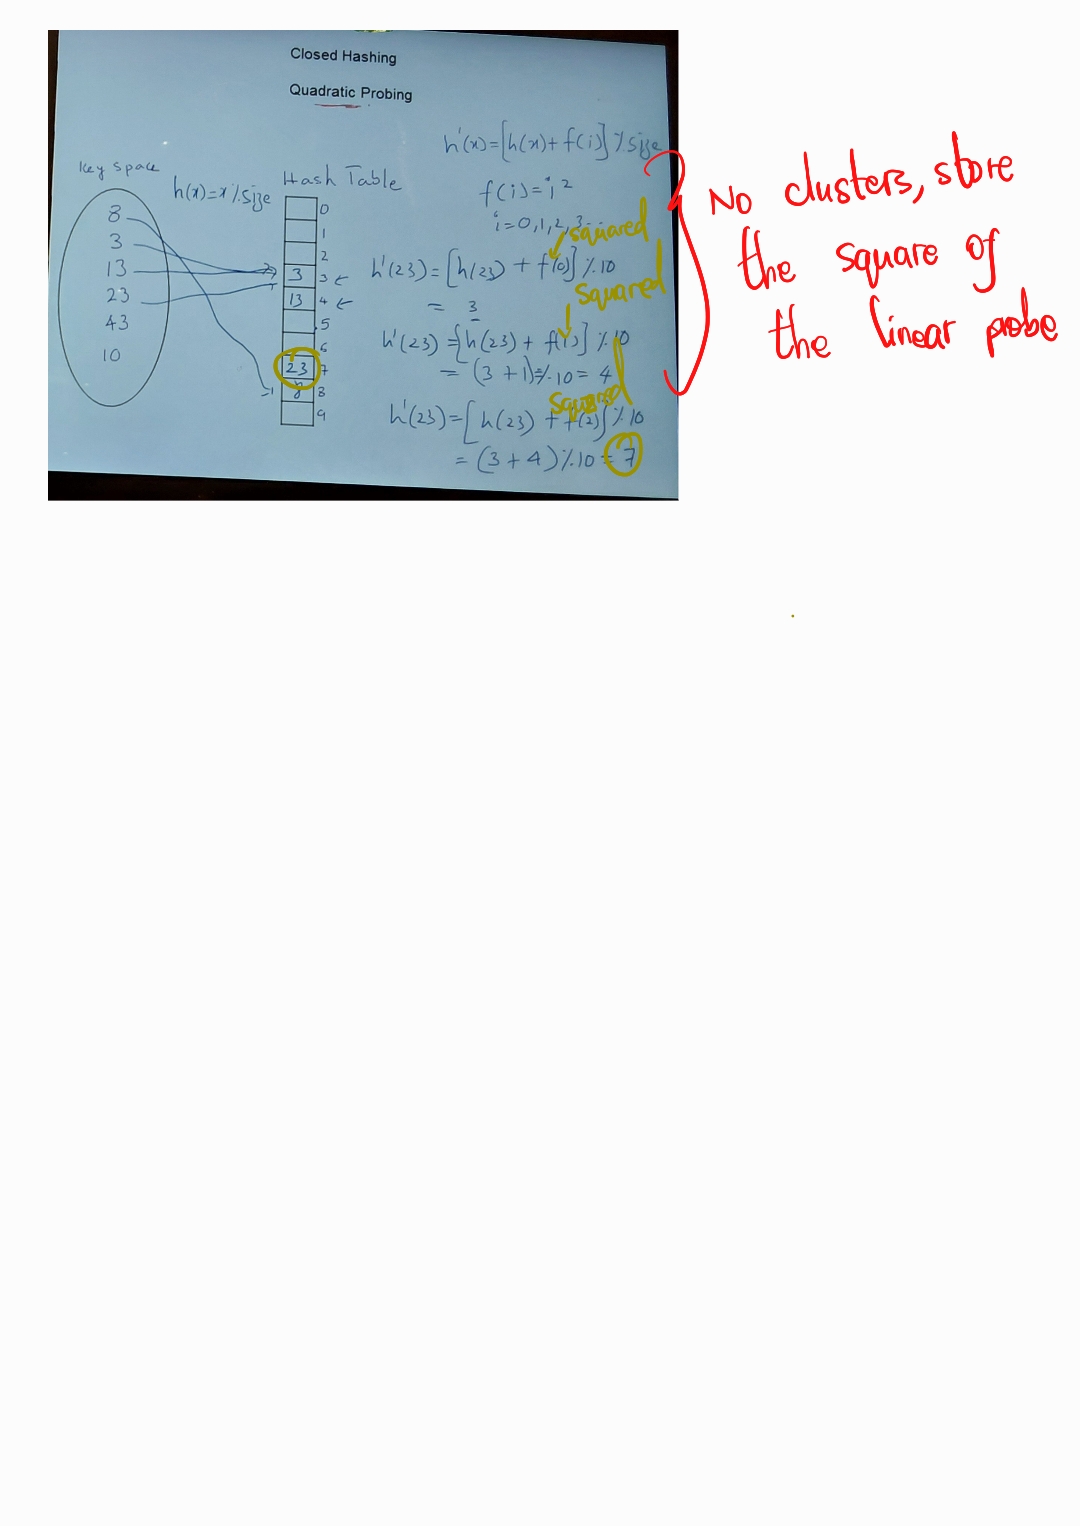 Closed Hashing
Quadratic Probing
h'(x)=[h(x)+f(i)]%size
key space
h(x)=x%size
Hash Table
f(i)=i²
i=0,1,2,3--
squared
8
3
13
23
43
10
0
1
2
3 3
13 4
5
6
23 7
8 8
9
h'(23)=[h(23)+f(0)]%10
= 3
squared
h'(23)=[h(23)+f(1)]%10
=(3+1)%10=4
squared
h'(23)=[h(23)+f(2)]%10
=(3+4)%10=7
No clusters, store
the square of
the linear probe